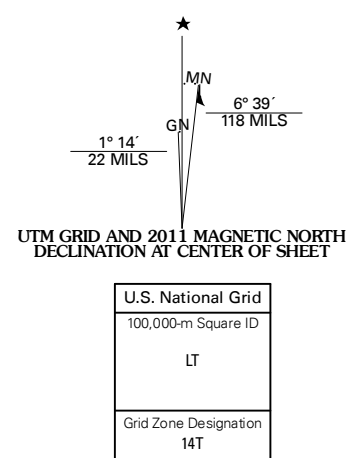 MN
6° 39´
118 MILS
GN
1° 14´
22 MILS
UTM GRID AND 2011 MAGNETIC NORTH
DECLINATION AT CENTER OF SHEET
U.S. National Grid
100,000-m Square ID
LT
Grid Zone Designation
14T